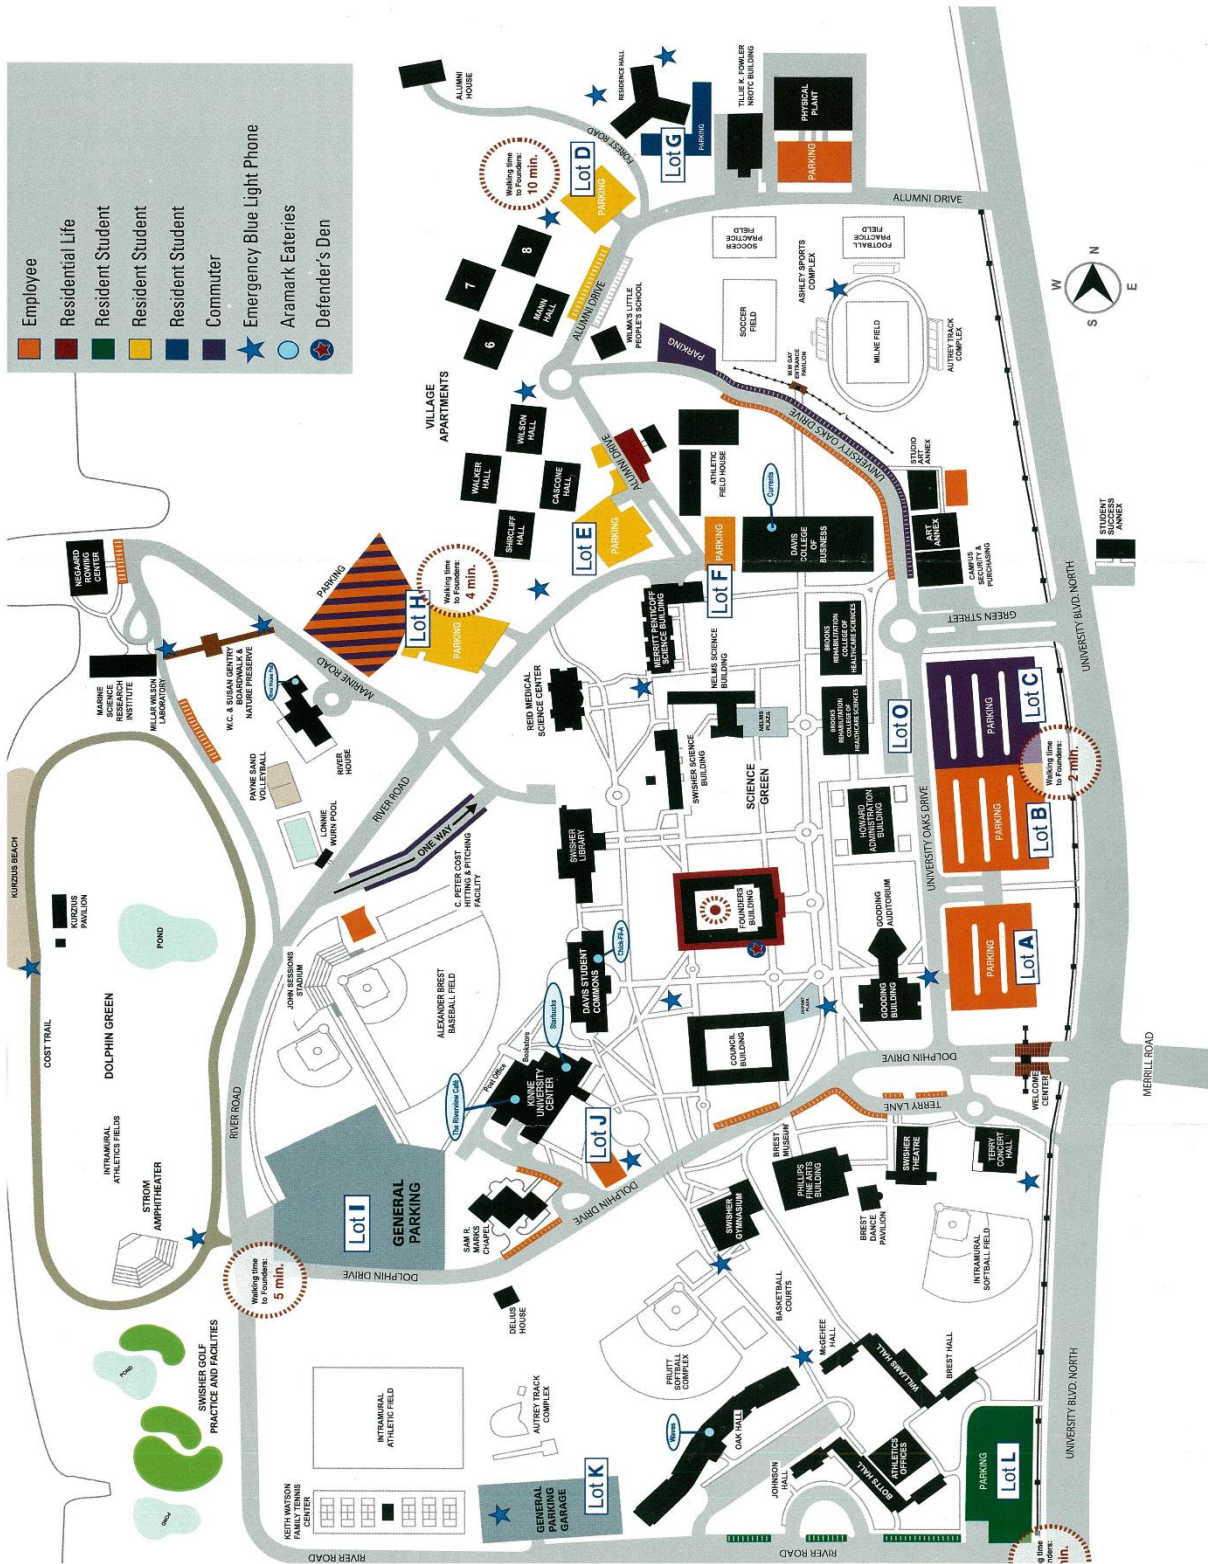 Employee
Residential Life
Resident Student
Resident Student
Resident Student
Commuter
Emergency Blue Light Phone
Aramark Eateries
Defender's Den
ALUMNI
HOUSE
RESIDENCE HALL
FOREST ROAD
Walking time
to Founders:
10 min.
Lot D
PARKING
Lot G
PARKING
TILLIE K. FOWLER
NROTC BUILDING
PHYSICAL
PLANT
PARKING
ALUMNI DRIVE
SOCCER
PRACTICE
FIELD
FOOTBALL
PRACTICE
FIELD
ASHLEY SPORTS
COMPLEX
SOCCER
FIELD
MILNE FIELD
AUTREY TRACK
COMPLEX
W
N
S
E
7
8
6
MANN
HALL
ALUMNI DRIVE
WILMA'S LITTLE
PEOPLE'S SCHOOL
PARKING
W.W GAY
ENTRANCE
PAVILION
UNIVERSITY OAKS DRIVE
VILLAGE
APARTMENTS
WILSON
HALL
WALKER
HALL
CASCONE
HALL
SHIRCLIFF
HALL
ALUMNI DRIVE
Lot E
PARKING
ATHLETIC
FIELD HOUSE
PARKING
Lot F
Currents
DAVIS
COLLEGE
OF
BUSINESS
STUDIO
ART
ANNEX
ART
ANNEX
CAMPUS
SECURITY &
PURCHASING
STUDENT
SUCCESS
ANNEX
GREEN STREET
UNIVERSITY BLVD. NORTH
NEGAARD
ROWING
CENTER
MARINE
SCIENCE
RESEARCH
INSTITUTE
MILLAR WILSON
LABORATORY
W.C. & SUSAN GENTRY
BOARDWALK &
NATURE PRESERVE
PARKING
Lot H
PARKING
Walking time
to Founders:
4 min.
MARINE ROAD
RIVER
HOUSE
PAYNE SAND
VOLLEYBALL
LONNIE
WURN POOL
RIVER ROAD
REID MEDICAL
SCIENCE CENTER
MERRITT PENTICOFF
SCIENCE BUILDING
NELMS SCIENCE
BUILDING
NELMS
PLAZA
SWISHER SCIENCE
BUILDING
SCIENCE
GREEN
BROOKS
REHABILITATION
COLLEGE OF
HEALTHCARE SCIENCES
BROOKS
REHABILITATION
COLLEGE OF
HEALTHCARE SCIENCES
Lot O
PARKING
Lot C
Walking time
to Founders:
2 min.
PARKING
Lot B
HOWARD
ADMINISTRATION
BUILDING
UNIVERSITY OAKS DRIVE
KURZIUS BEACH
KURZIUS
PAVILION
POND
COST TRAIL
DOLPHIN GREEN
INTRAMURAL
ATHLETICS FIELDS
STROM
AMPHITHEATER
RIVER ROAD
ONE WAY
C. PETER COST
HITTING & PITCHING
FACILITY
JOHN SESSIONS
STADIUM
ALEXANDER BREST
BASEBALL FIELD
SWISHER
LIBRARY
DAVIS STUDENT
COMMONS
Chick-Fil-A
FOUNDERS
BUILDING
GOODING
AUDITORIUM
GOODING
BUILDING
PARKING
Lot A
COUNCIL
BUILDING
Starbucks
Bookstore
Post Office
KINNE
UNIVERSITY
CENTER
The Riverview Café
Lot J
DOLPHIN DRIVE
TERRY LANE
WELCOME
CENTER
MERRILL ROAD
Lot I
GENERAL
PARKING
Walking time
to Founders:
5 min.
DOLPHIN DRIVE
SAM R.
MARKS
CHAPEL
DOLPHIN DRIVE
DELIUS
HOUSE
BREST
MUSEUM
PHILLIPS
FINE ARTS
BUILDING
SWISHER
THEATRE
TERRY
CONCERT
HALL
SWISHER
GYMNASIUM
BREST
DANCE
PAVILION
INTRAMURAL
SOFTBALL FIELD
BASKETBALL
COURTS
PRUITT
SOFTBALL
COMPLEX
McGEHEE
HALL
WILLIAMS HALL
BREST HALL
POND
SWISHER GOLF
PRACTICE AND FACILITIES
POND
INTRAMURAL
ATHLETIC FIELD
AUTREY TRACK
COMPLEX
KEITH WATSON
FAMILY TENNIS
CENTER
GENERAL
PARKING
GARAGE
Lot K
OAK HALL
Waves
JOHNSON
HALL
BOTTS HALL
ATHLETICS
OFFICES
PARKING
Lot L
UNIVERSITY BLVD. NORTH
RIVER ROAD
RIVER ROAD
g time
nders:
in.